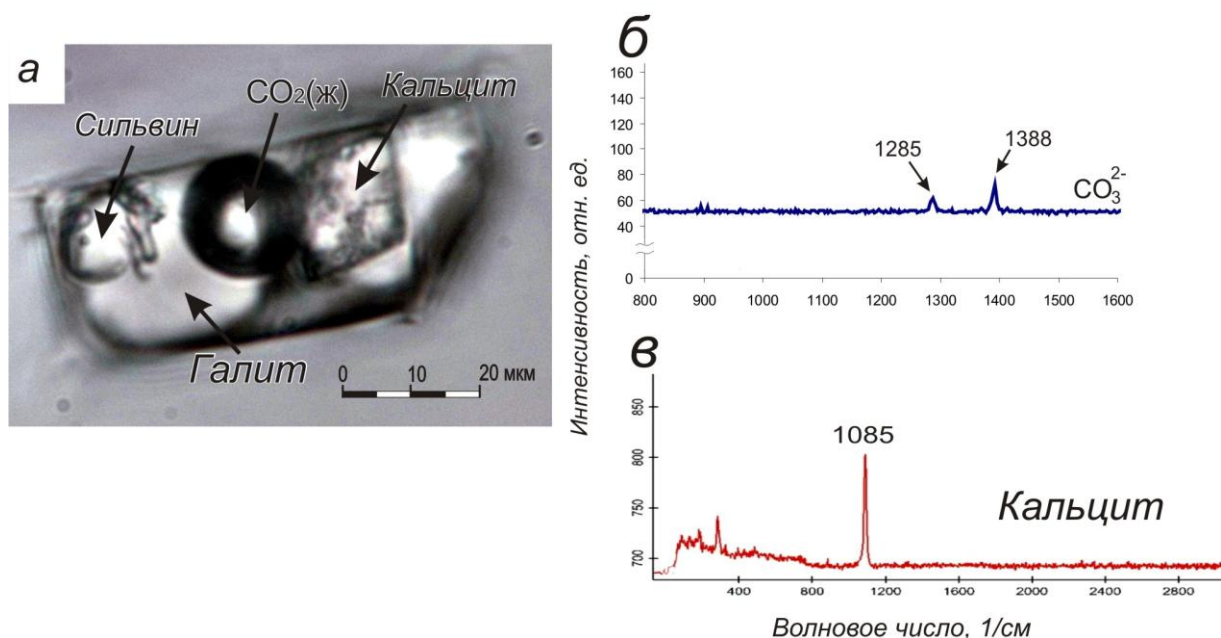 а
Сильвин
CO2(ж)
Кальцит
Галит
0 10 20 мкм
б
Интенсивность, отн. ед.
160
140
120
100
80
60
40
0
1285
1388
CO3 2-
800 900 1000 1100 1200 1300 1400 1500 1600
в
850
800
750
700
1085
Кальцит
400 800 1200 1600 2000 2400 2800
Волновое число, 1/см